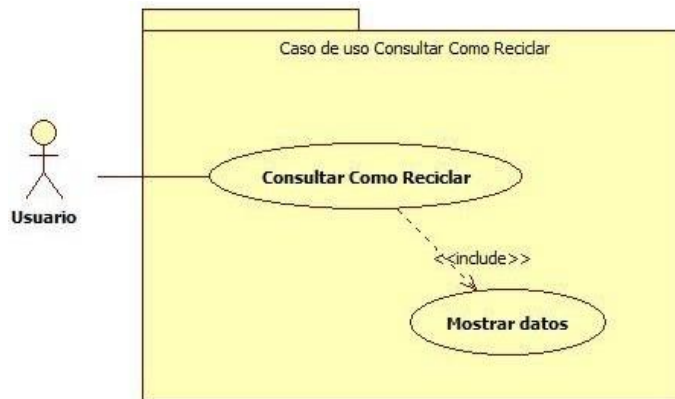 Caso de uso Consultar Como Reciclar
Consultar Como Reciclar
Usuario
<<include>>
Mostrar datos